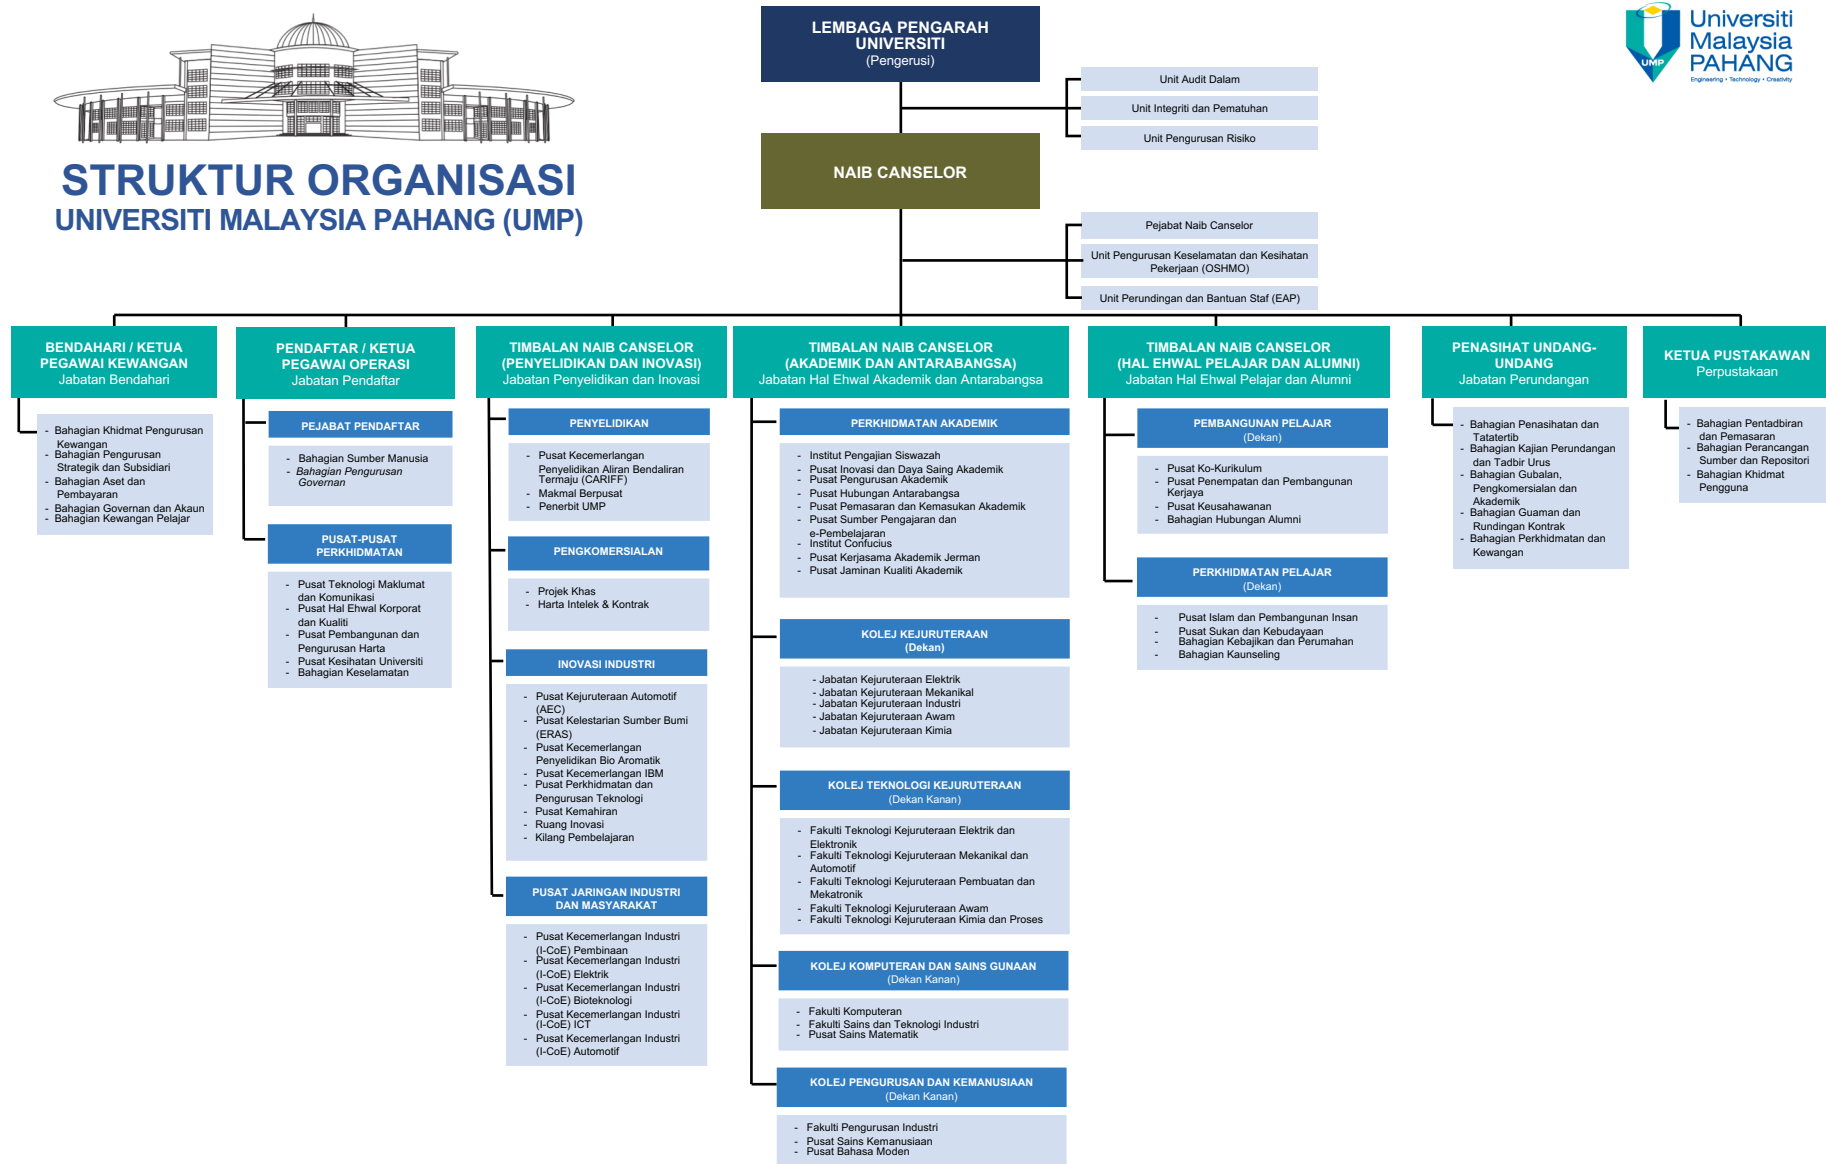 LEMBAGA PENGARAH
UNIVERSITI
(Pengerusi)
Universiti
Malaysia
PAHANG
Engineering • Technology • Creativity
UMP
Unit Audit Dalam
Unit Integriti dan Pematuhan
Unit Pengurusan Risiko
STRUKTUR ORGANISASI
UNIVERSITI MALAYSIA PAHANG (UMP)
NAIB CANSELOR
Pejabat Naib Canselor
Unit Pengurusan Keselamatan dan Kesihatan
Pekerjaan (OSHMO)
Unit Perundingan dan Bantuan Staf (EAP)
BENDAHARI / KETUA
PEGAWAI KEWANGAN
Jabatan Bendahari
- Bahagian Khidmat Pengurusan
Kewangan
- Bahagian Pengurusan
Strategik dan Subsidiari
- Bahagian Aset dan
Pembayaran
- Bahagian Governan dan Akaun
- Bahagian Kewangan Pelajar
PENDAFTAR / KETUA
PEGAWAI OPERASI
Jabatan Pendaftar
PEJABAT PENDAFTAR
- Bahagian Sumber Manusia
- Bahagian Pengurusan
Governan
PUSAT-PUSAT
PERKHIDMATAN
- Pusat Teknologi Maklumat
dan Komunikasi
- Pusat Hal Ehwal Korporat
dan Kualiti
- Pusat Pembangunan dan
Pengurusan Harta
- Pusat Kesihatan Universiti
- Bahagian Keselamatan
TIMBALAN NAIB CANSELOR
(PENYELIDIKAN DAN INOVASI)
Jabatan Penyelidikan dan Inovasi
PENYELIDIKAN
- Pusat Kecemerlangan
Penyelidikan Aliran Bendaliran
Termaju (CARIFF)
- Makmal Berpusat
- Penerbit UMP
PENGKOMERSIALAN
- Projek Khas
- Harta Intelek & Kontrak
INOVASI INDUSTRI
- Pusat Kejuruteraan Automotif
(AEC)
- Pusat Kelestarian Sumber Bumi
(ERAS)
- Pusat Kecemerlangan
Penyelidikan Bio Aromatik
- Pusat Kecemerlangan IBM
- Pusat Perkhidmatan dan
Pengurusan Teknologi
- Pusat Kemahiran
- Ruang Inovasi
- Kilang Pembelajaran
PUSAT JARINGAN INDUSTRI
DAN MASYARAKAT
- Pusat Kecemerlangan Industri
(I-CoE) Pembinaan
- Pusat Kecemerlangan Industri
(I-CoE) Elektrik
- Pusat Kecemerlangan Industri
(I-CoE) Bioteknologi
- Pusat Kecemerlangan Industri
(I-CoE) ICT
- Pusat Kecemerlangan Industri
(I-CoE) Automotif
TIMBALAN NAIB CANSELOR
(AKADEMIK DAN ANTARABANGSA)
Jabatan Hal Ehwal Akademik dan Antarabangsa
PERKHIDMATAN AKADEMIK
- Institut Pengajian Siswazah
- Pusat Inovasi dan Daya Saing Akademik
- Pusat Pengurusan Akademik
- Pusat Hubungan Antarabangsa
- Pusat Pemasaran dan Kemasukan Akademik
- Pusat Sumber Pengajaran dan
e-Pembelajaran
- Institut Confucius
- Pusat Kerjasama Akademik Jerman
- Pusat Jaminan Kualiti Akademik
KOLEJ KEJURUTERAAN
(Dekan)
- Jabatan Kejuruteraan Elektrik
- Jabatan Kejuruteraan Mekanikal
- Jabatan Kejuruteraan Industri
- Jabatan Kejuruteraan Awam
- Jabatan Kejuruteraan Kimia
KOLEJ TEKNOLOGI KEJURUTERAAN
(Dekan Kanan)
- Fakulti Teknologi Kejuruteraan Elektrik dan
Elektronik
- Fakulti Teknologi Kejuruteraan Mekanikal dan
Automotif
- Fakulti Teknologi Kejuruteraan Pembuatan dan
Mekatronik
- Fakulti Teknologi Kejuruteraan Awam
- Fakulti Teknologi Kejuruteraan Kimia dan Proses
KOLEJ KOMPUTERAN DAN SAINS GUNAAN
(Dekan Kanan)
- Fakulti Komputeran
- Fakulti Sains dan Teknologi Industri
- Pusat Sains Matematik
KOLEJ PENGURUSAN DAN KEMANUSIAAN
(Dekan Kanan)
- Fakulti Pengurusan Industri
- Pusat Sains Kemanusiaan
- Pusat Bahasa Moden
TIMBALAN NAIB CANSELOR
(HAL EHWAL PELAJAR DAN ALUMNI)
Jabatan Hal Ehwal Pelajar dan Alumni
PEMBANGUNAN PELAJAR
(Dekan)
- Pusat Ko-Kurikulum
- Pusat Penempatan dan Pembangunan
Kerjaya
- Pusat Keusahawanan
- Bahagian Hubungan Alumni
PERKHIDMATAN PELAJAR
(Dekan)
- Pusat Islam dan Pembangunan Insan
- Pusat Sukan dan Kebudayaan
- Bahagian Kebajikan dan Perumahan
- Bahagian Kaunseling
PENASIHAT UNDANG-
UNDANG
Jabatan Perundangan
- Bahagian Penasihatan dan
Tatatertib
- Bahagian Kajian Perundangan
dan Tadbir Urus
- Bahagian Gubalan,
Pengkomersialan dan
Akademik
- Bahagian Guaman dan
Rundingan Kontrak
- Bahagian Perkhidmatan dan
Kewangan
KETUA PUSTAKAWAN
Perpustakaan
- Bahagian Pentadbiran
dan Pemasaran
- Bahagian Perancangan
Sumber dan Repositori
- Bahagian Khidmat
Pengguna